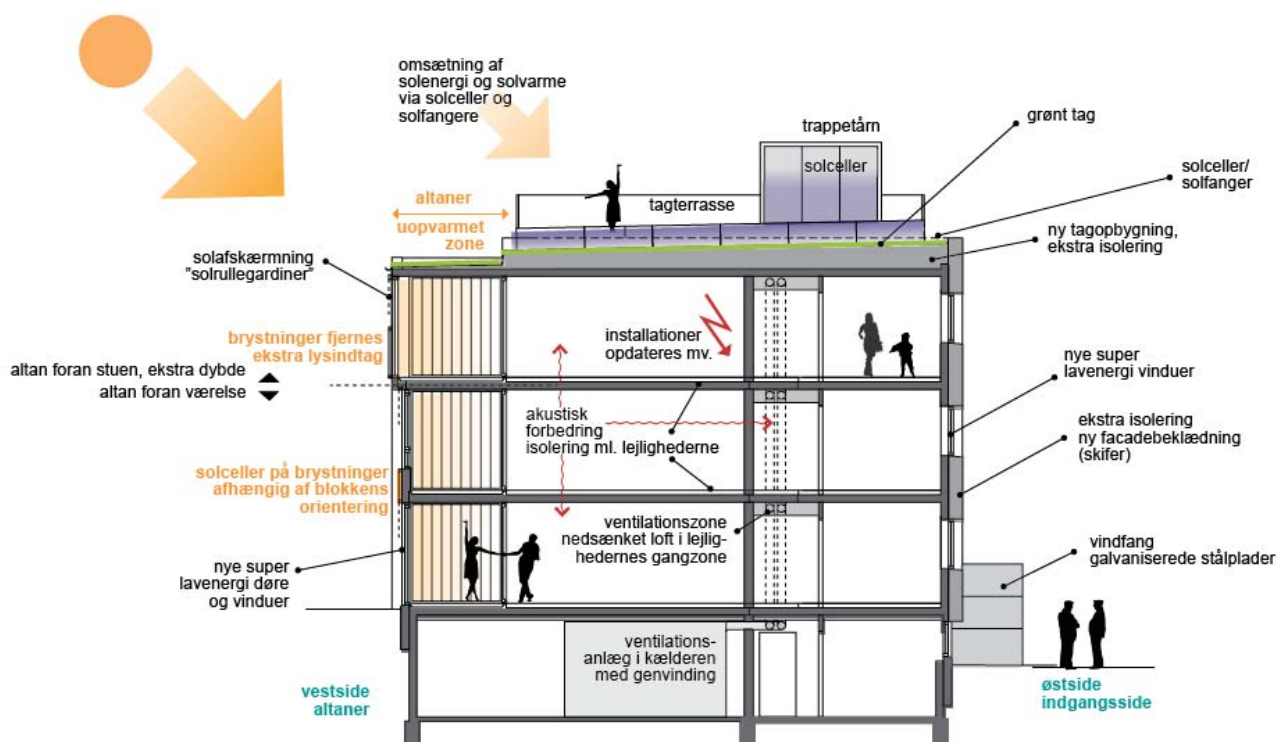 omsætning af
solenergi og solvarme
via solceller og
solfangere
trappetårn
solceller
grønt tag
solceller/
solfanger
altaner
uopvarmet
zone
tagterrasse
ny tagopbygning,
ekstra isolering
solafskærmning
"solrullegardiner"
brystninger fjernes
ekstra lysindtag
installationer
opdateres mv.
altan foran stuen, ekstra dybde
altan foran værelse
nye super
lavenergi vinduer
akustisk
forbedring
isolering ml. lejlighederne
ekstra isolering
ny facadebeklædning
(skifer)
solceller på brystninger
afhængig af blokkens
orientering
ventilationszone
nedsænket loft i lejlig-
hedernes gangzone
vindfang
galvaniserede stålplader
nye super
lavenergi døre
og vinduer
ventilations-
anlæg i kælderen
med genvinding
vestside
altaner
østside
indgangsside